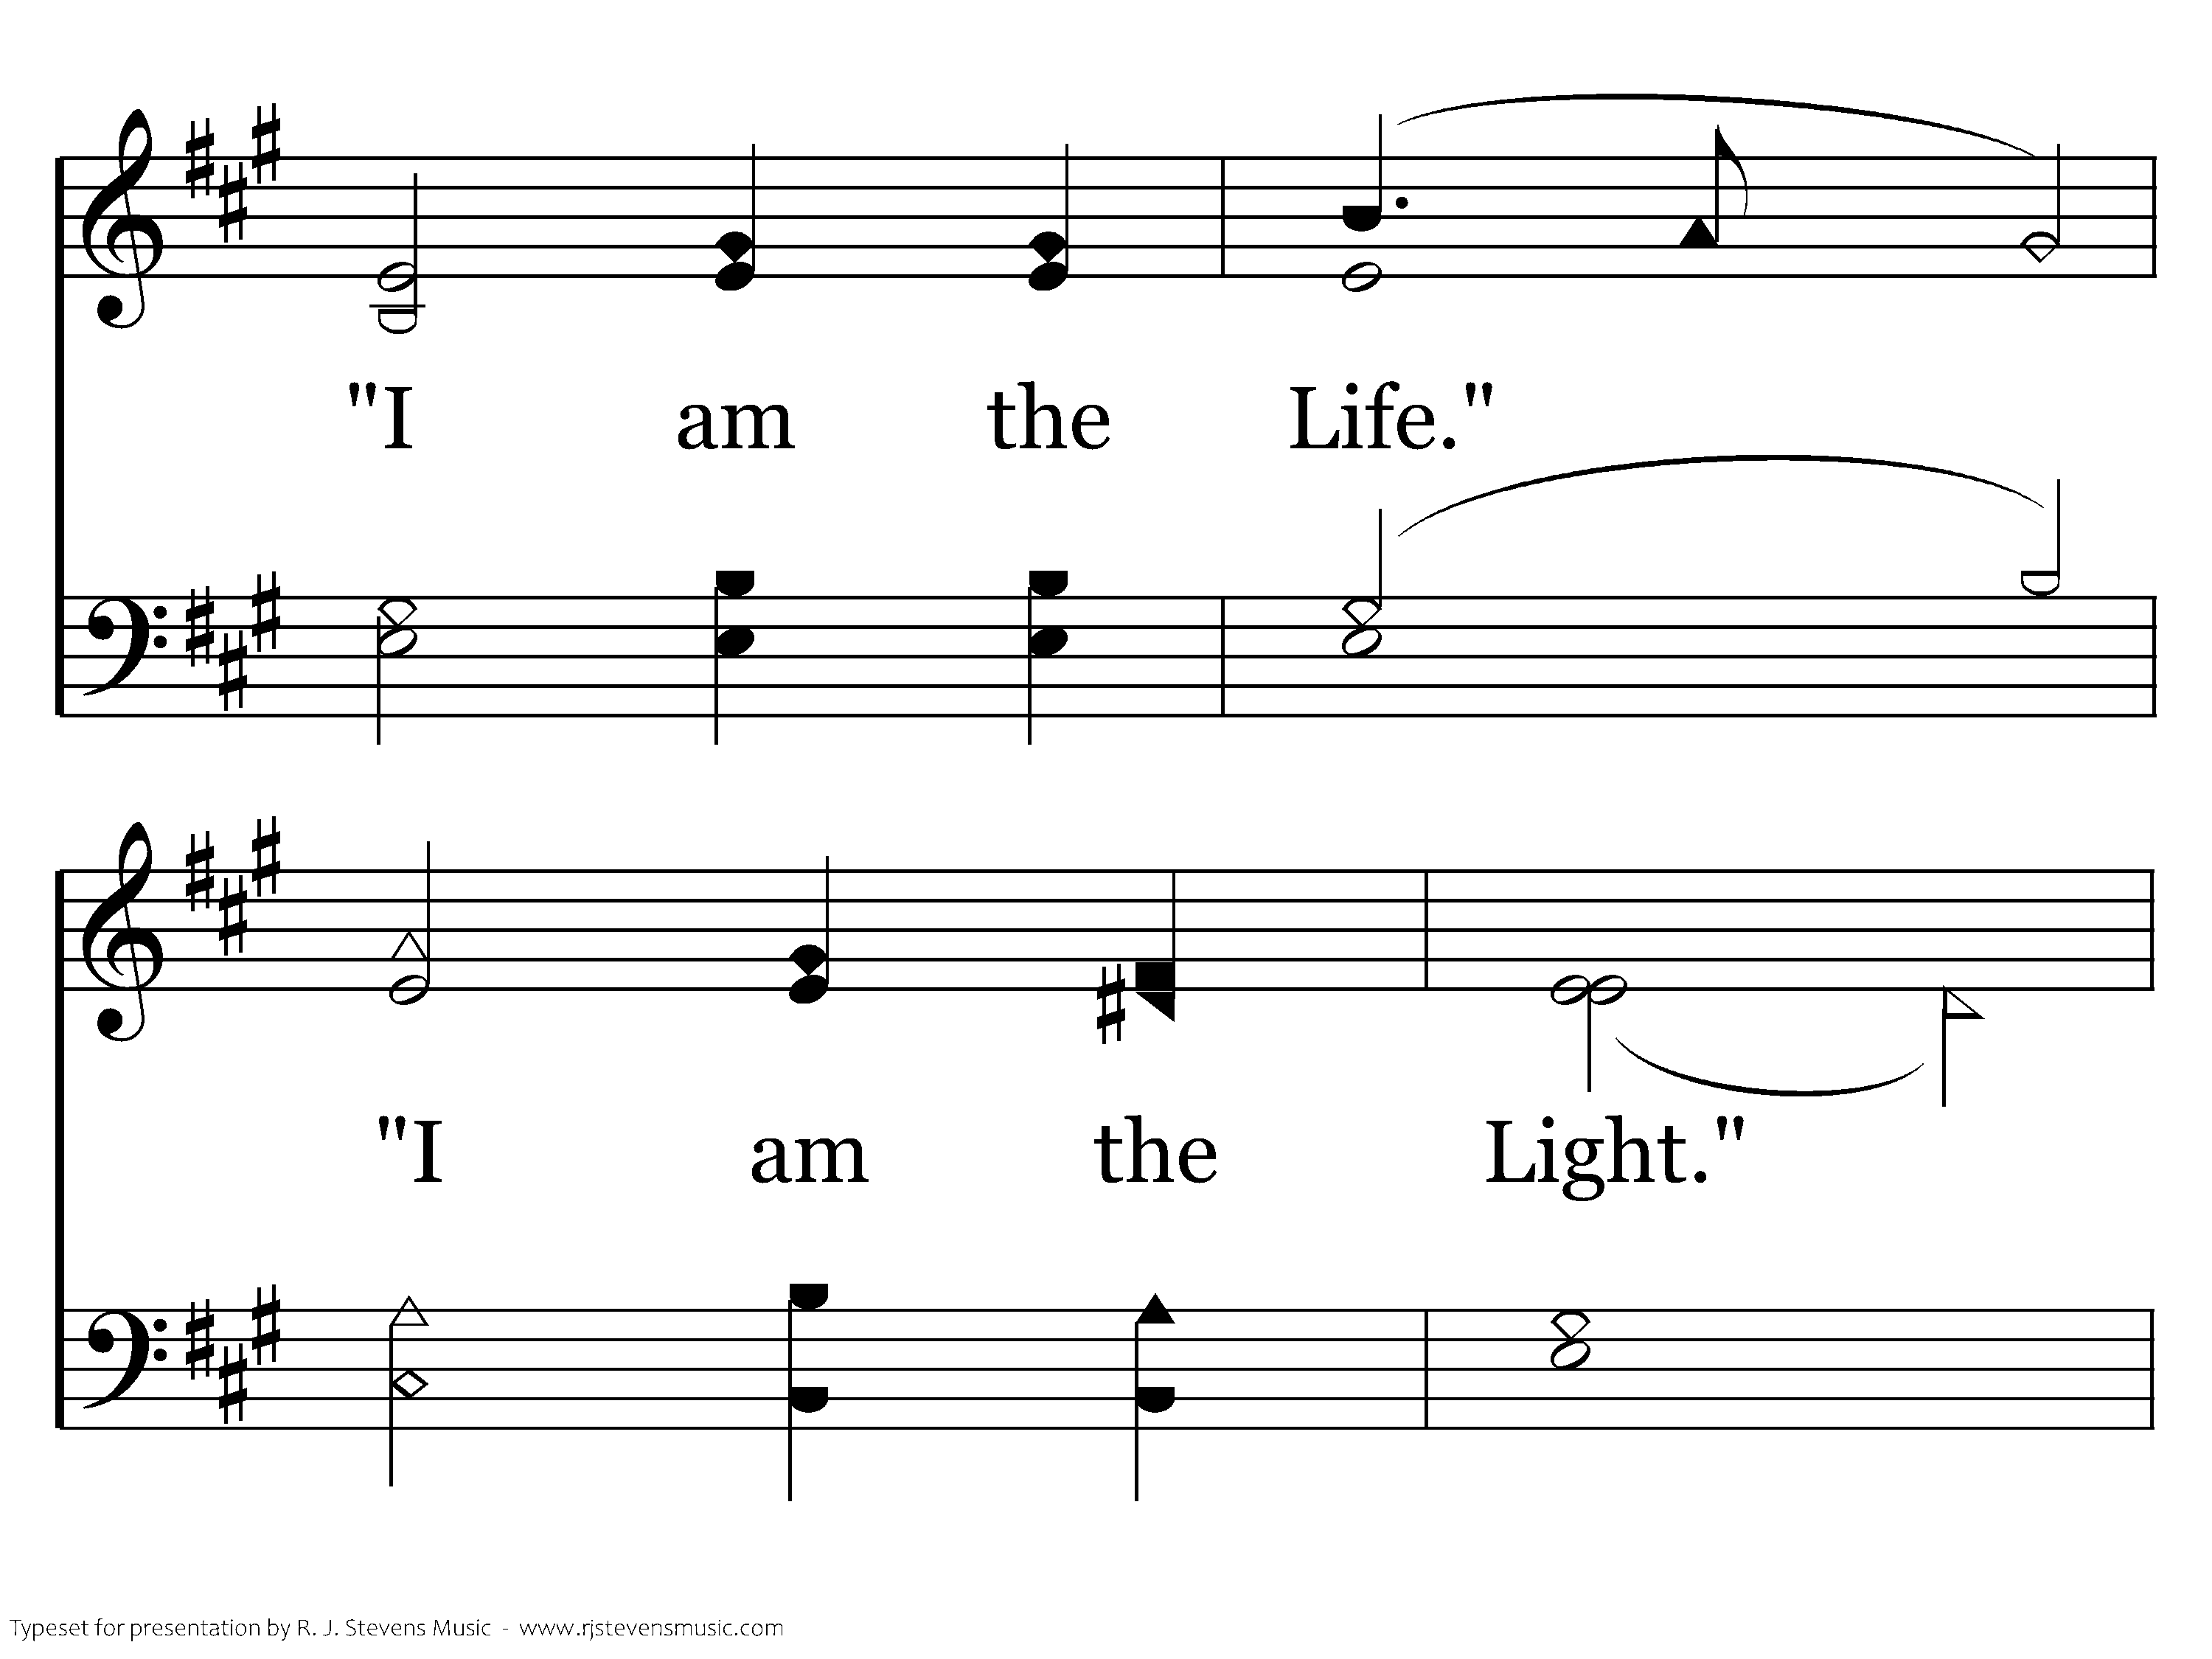 "I am the Life."
"I am the Light."
Typeset for presentation by R. J. Stevens Music - www.rjstevensmusic.com